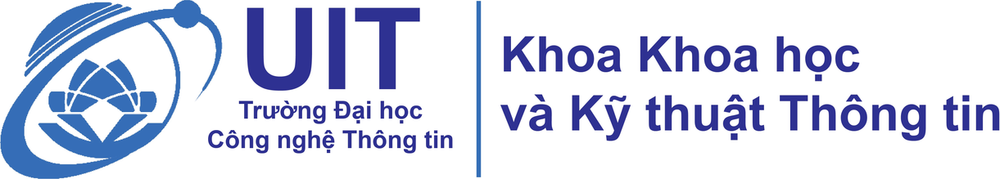 UIT
Trường Đại học
Công nghệ Thông tin
Khoa Khoa học
và Kỹ thuật Thông tin